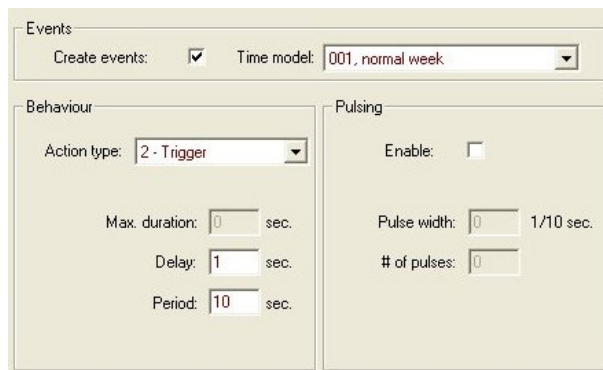 Events
Create events: Time model: 001, normal week
Behaviour
Action type: 2 - Trigger
Max. duration: 0 sec.
Delay: 1 sec.
Period: 10 sec.
Pulsing
Enable:
Pulse width: 0 1/10 sec.
# of pulses: 0